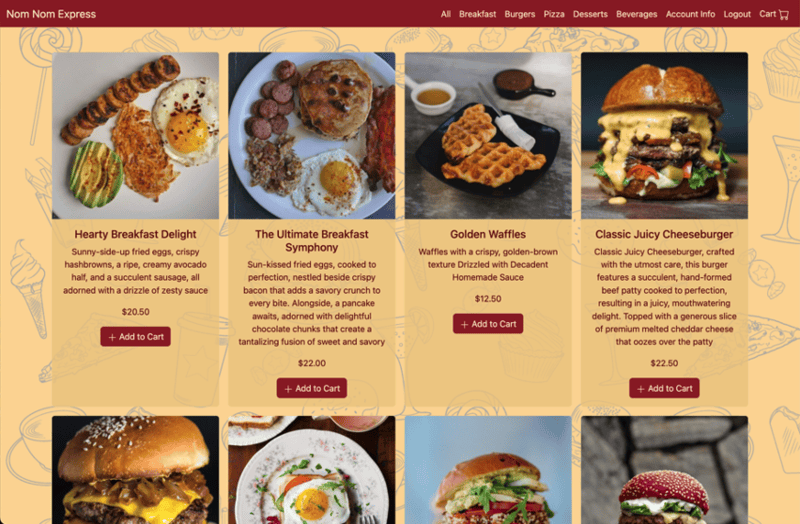 Nom Nom Express
All Breakfast Burgers Pizza Desserts Beverages Account Info Logout Cart
Hearty Breakfast Delight
Sunny-side-up fried eggs, crispy
hashbrowns, a ripe, creamy avocado
half, and a succulent sausage, all
adorned with a drizzle of zesty sauce
$20.50
+ Add to Cart
The Ultimate Breakfast
Symphony
Sun-kissed fried eggs, cooked to
perfection, nestled beside crispy
bacon that adds a savory crunch to
every bite. Alongside, a pancake
awaits, adorned with delightful
chocolate chunks that create a
tantalizing fusion of sweet and savory
$22.00
+ Add to Cart
Golden Waffles
Waffles with a crispy, golden-brown
texture Drizzled with Decadent
Homemade Sauce
$12.50
+ Add to Cart
Classic Juicy Cheeseburger
Classic Juicy Cheeseburger, crafted
with the utmost care, this burger
features a succulent, hand-formed
beef patty cooked to perfection,
resulting in a juicy, mouthwatering
delight. Topped with a generous slice
of premium melted cheddar cheese
that oozes over the patty
$22.50
+ Add to Cart